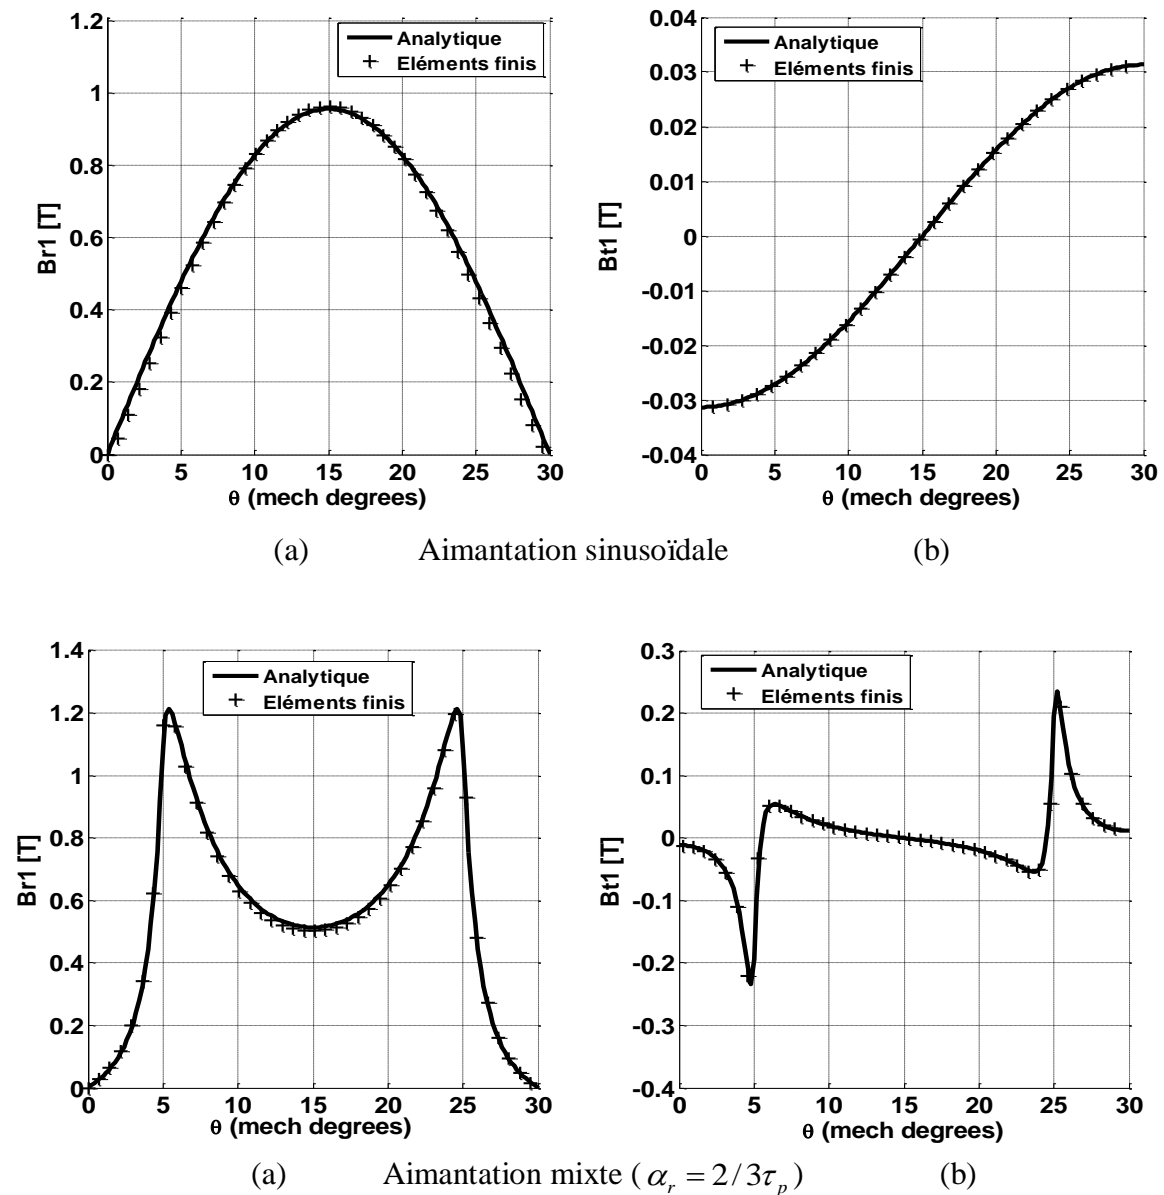 1.2
1
0.8
0.6
0.4
0.2
0
Br1 [T]
Analytique
Eléments finis
0 5 10 15 20 25 30
θ (mech degrees)
0.04
0.03
0.02
0.01
0
-0.01
-0.02
-0.03
-0.04
Bt1 [T]
Analytique
Eléments finis
0 5 10 15 20 25 30
θ (mech degrees)
(a) Aimantation sinusoïdale (b)
1.4
1.2
1
0.8
0.6
0.4
0.2
0
Br1 [T]
Analytique
Eléments finis
0 5 10 15 20 25 30
θ (mech degrees)
0.3
0.2
0.1
0
-0.1
-0.2
-0.3
-0.4
Bt1 [T]
Analytique
Eléments finis
0 5 10 15 20 25 30
θ (mech degrees)
(a) Aimantation mixte ( α_r = 2/3τ_p ) (b)